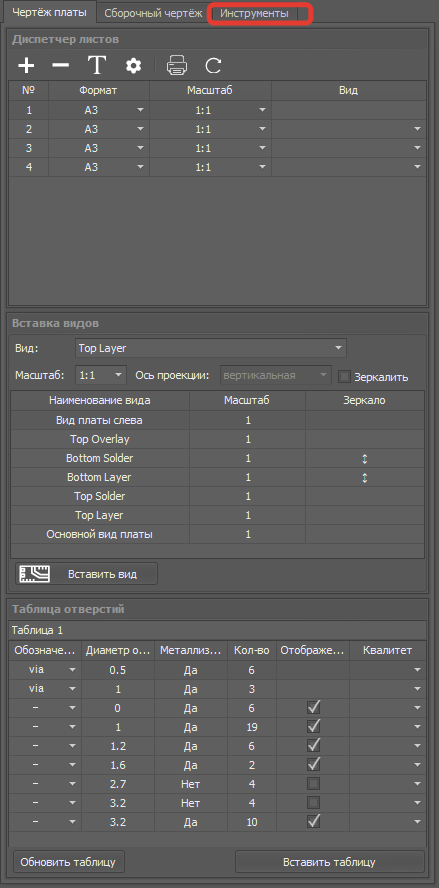 Чертёж платы Сборочный чертёж Инструменты
Диспетчер листов
T
№ Формат Масштаб Вид
1 A3 1:1
2 A3 1:1
3 A3 1:1
4 A3 1:1
Вставка видов
Вид: Top Layer
Масштаб: 1:1 Ось проекции: вертикальная Зеркалить
Наименование вида Масштаб Зеркало
Вид платы слева 1
Top Overlay 1
Bottom Solder 1 ↕
Bottom Layer 1 ↕
Top Solder 1
Top Layer 1
Основной вид платы 1
Вставить вид
Таблица отверстий
Таблица 1
Обозначе... Диаметр о... Металлиз... Кол-во Отображе... Квалитет
via 0.5 Да 6
via 1 Да 3
- 0 Да 6
- 1 Да 19
- 1.2 Да 6
- 1.6 Да 2
- 2.7 Нет 4
- 3.2 Нет 4
- 3.2 Да 10
Обновить таблицу Вставить таблицу